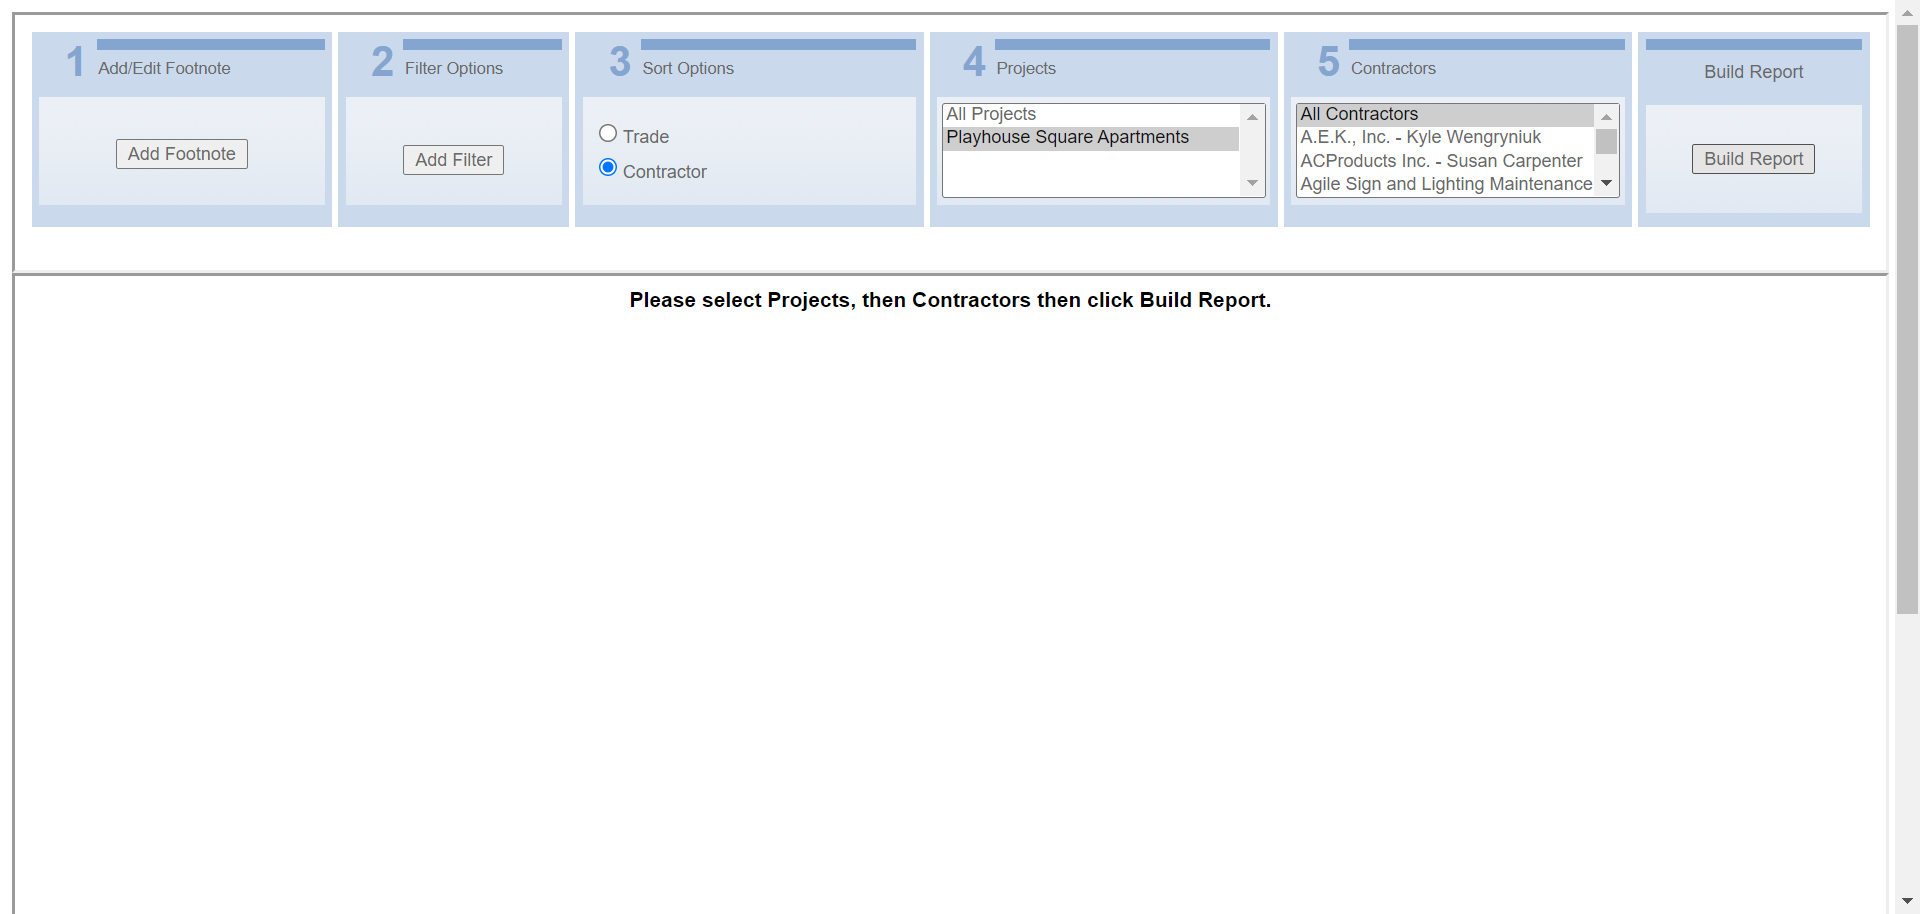 1 Add/Edit Footnote
Add Footnote
2 Filter Options
Add Filter
3 Sort Options
Trade
Contractor
4 Projects
All Projects
Playhouse Square Apartments
5 Contractors
All Contractors
A.E.K., Inc. - Kyle Wengryniuk
ACProducts Inc. - Susan Carpenter
Agile Sign and Lighting Maintenance
Build Report
Build Report
Please select Projects, then Contractors then click Build Report.